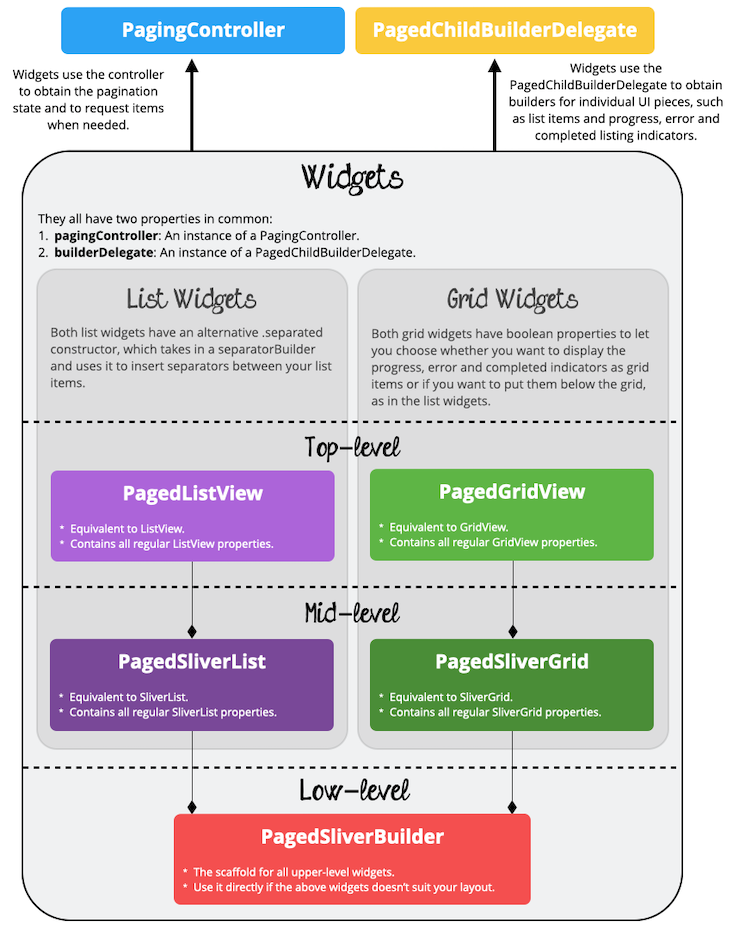 PagingController
PagedChildBuilderDelegate
Widgets use the controller
to obtain the pagination
state and to request items
when needed.
Widgets use the
PagedChildBuilderDelegate to obtain
builders for individual UI pieces, such
as list items and progress, error and
completed listing indicators.
Widgets
They all have two properties in common:
1. pagingController: An instance of a PagingController.
2. builderDelegate: An instance of a PagedChildBuilderDelegate.
List Widgets
Both list widgets have an alternative .separated
constructor, which takes in a separatorBuilder
and uses it to insert separators between your list
items.
Grid Widgets
Both grid widgets have boolean properties to let
you choose whether you want to display the
progress, error and completed indicators as grid
items or if you want to put them below the grid,
as in the list widgets.
Top-level
PagedListView
* Equivalent to ListView.
* Contains all regular ListView properties.
PagedGridView
* Equivalent to GridView.
* Contains all regular GridView properties.
Mid-level
PagedSliverList
* Equivalent to SliverList.
* Contains all regular SliverList properties.
PagedSliverGrid
* Equivalent to SliverGrid.
* Contains all regular SliverGrid properties.
Low-level
PagedSliverBuilder
* The scaffold for all upper-level widgets.
* Use it directly if the above widgets doesn't suit your layout.